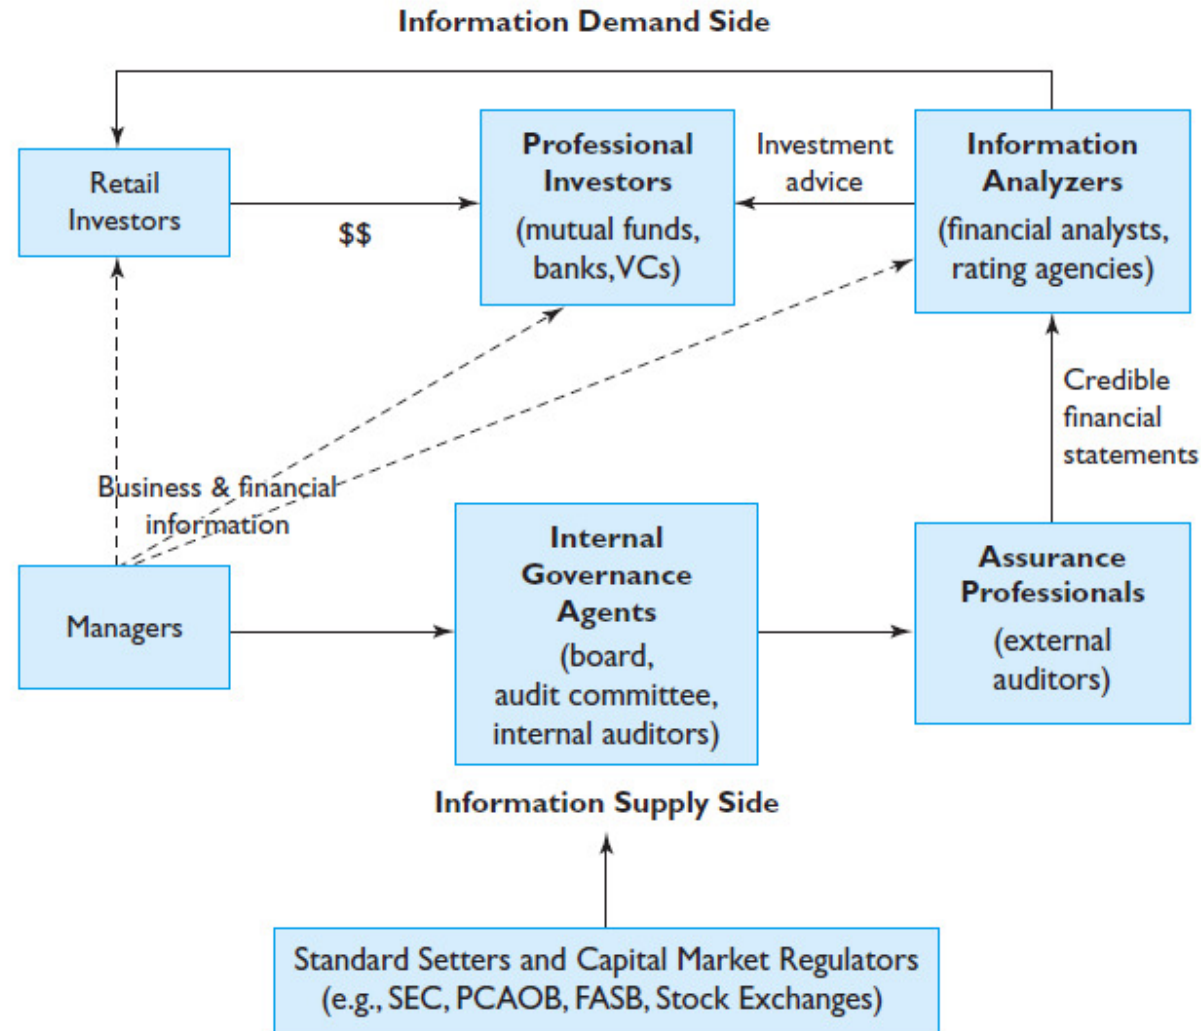 Information Demand Side
Retail
Investors
$$
Professional
Investors
(mutual funds,
banks,VCs)
Investment
advice
Information
Analyzers
(financial analysts,
rating agencies)
Credible
financial
statements
Business & financial
information
Managers
Internal
Governance
Agents
(board,
audit committee,
internal auditors)
Assurance
Professionals
(external
auditors)
Information Supply Side
Standard Setters and Capital Market Regulators
(e.g., SEC, PCAOB, FASB, Stock Exchanges)